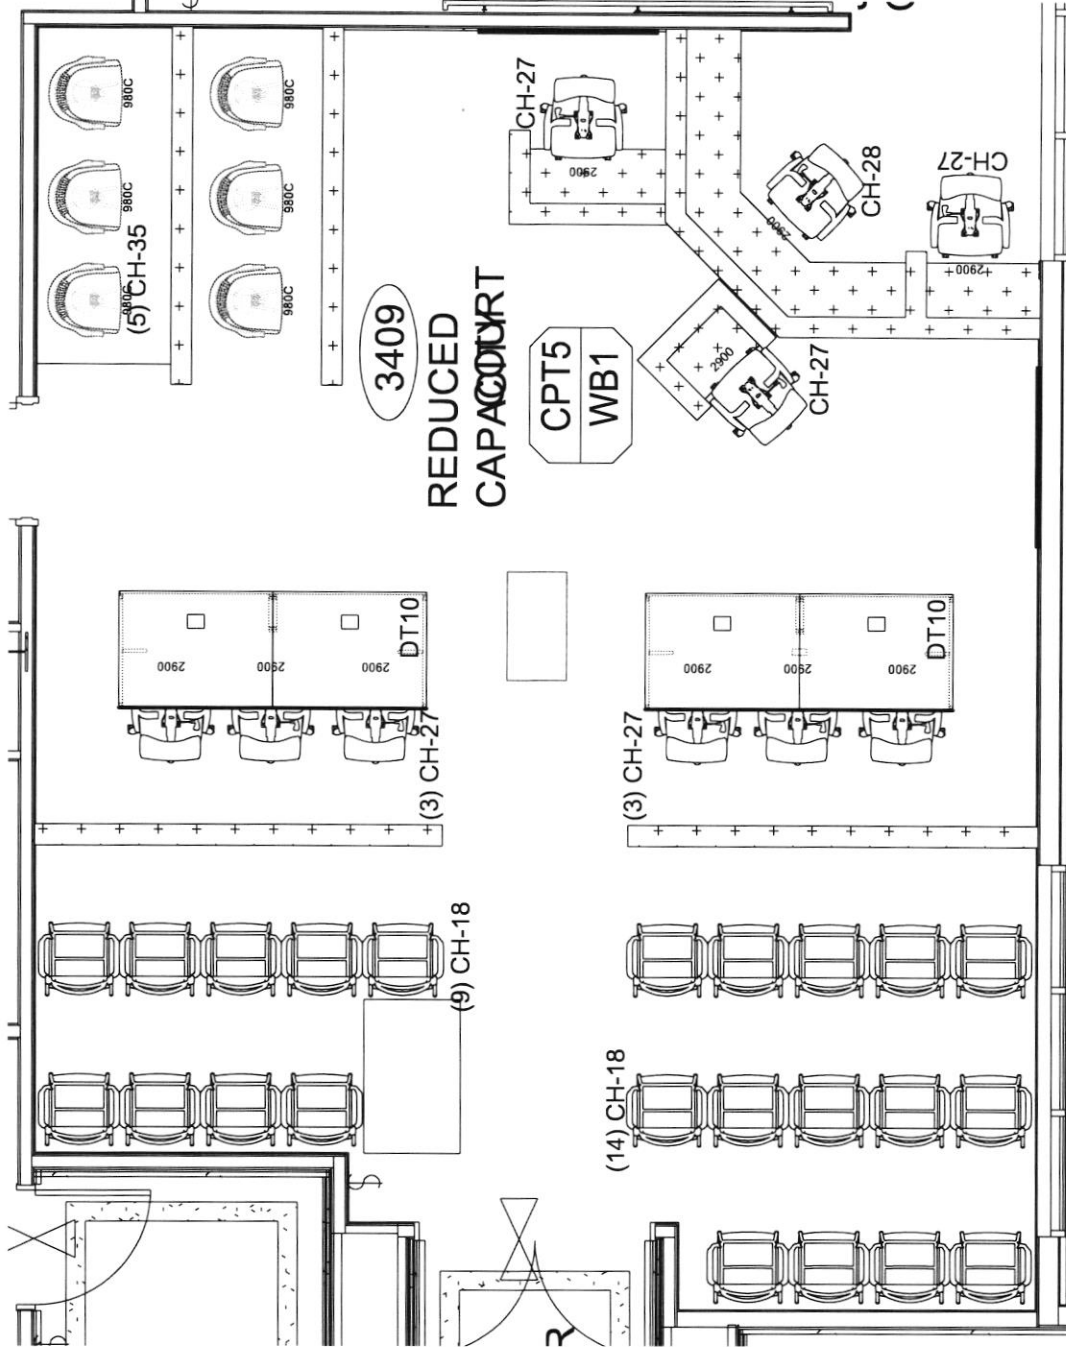 CH-27
2900
CH-28
2900
CH-27
2900
980C
980C
980C
980C
980C
980C
(5) CH-35
3409
REDUCED
CAPACITY
COURT
CPT5
WB1
2900
CH-27
2900
2900
2900
DT10
(3) CH-27
2900
2900
2900
DT10
(3) CH-27
(9) CH-18
(14) CH-18
R